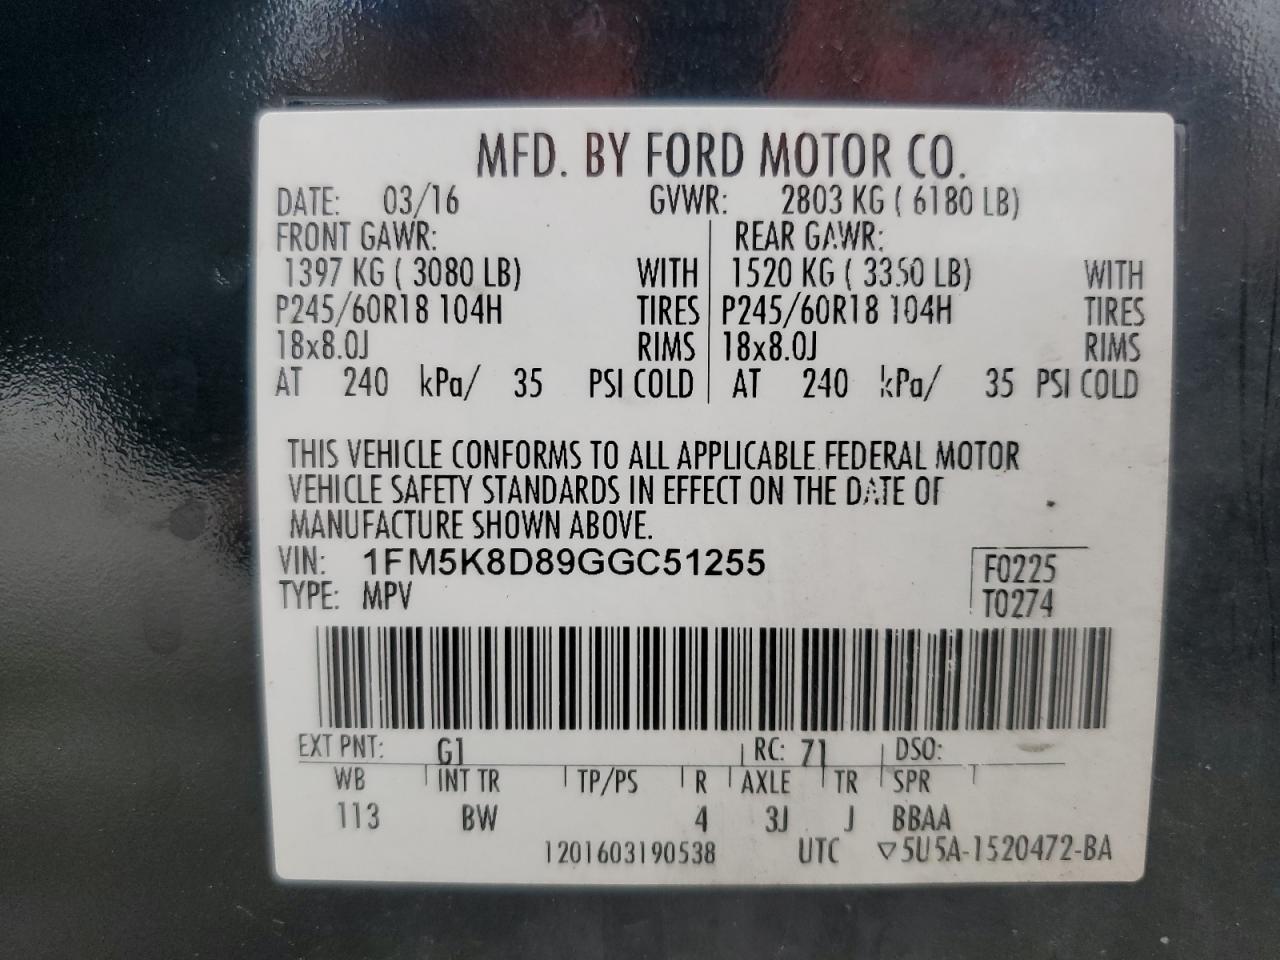 MFD. BY FORD MOTOR CO.
DATE: 03/16 GVWR: 2803 KG ( 6180 LB)
FRONT GAWR: REAR GAWR:
1397 KG ( 3080 LB) WITH 1520 KG ( 3350 LB) WITH
P245/60R18 104H TIRES P245/60R18 104H TIRES
18x8.0J RIMS 18x8.0J RIMS
AT 240 kPa/ 35 PSI COLD AT 240 kPa/ 35 PSI COLD
THIS VEHICLE CONFORMS TO ALL APPLICABLE FEDERAL MOTOR
VEHICLE SAFETY STANDARDS IN EFFECT ON THE DATE OF
MANUFACTURE SHOWN ABOVE.
VIN: 1FM5K8D89GGC51255 F0225
TYPE: MPV T0274
EXT PNT: G1 RC: 71 DSO:
WB INT TR TP/PS R AXLE TR SPR
113 BW 4 3J J BBAA
1201603190538 UTC ▽5U5A-1520472-BA